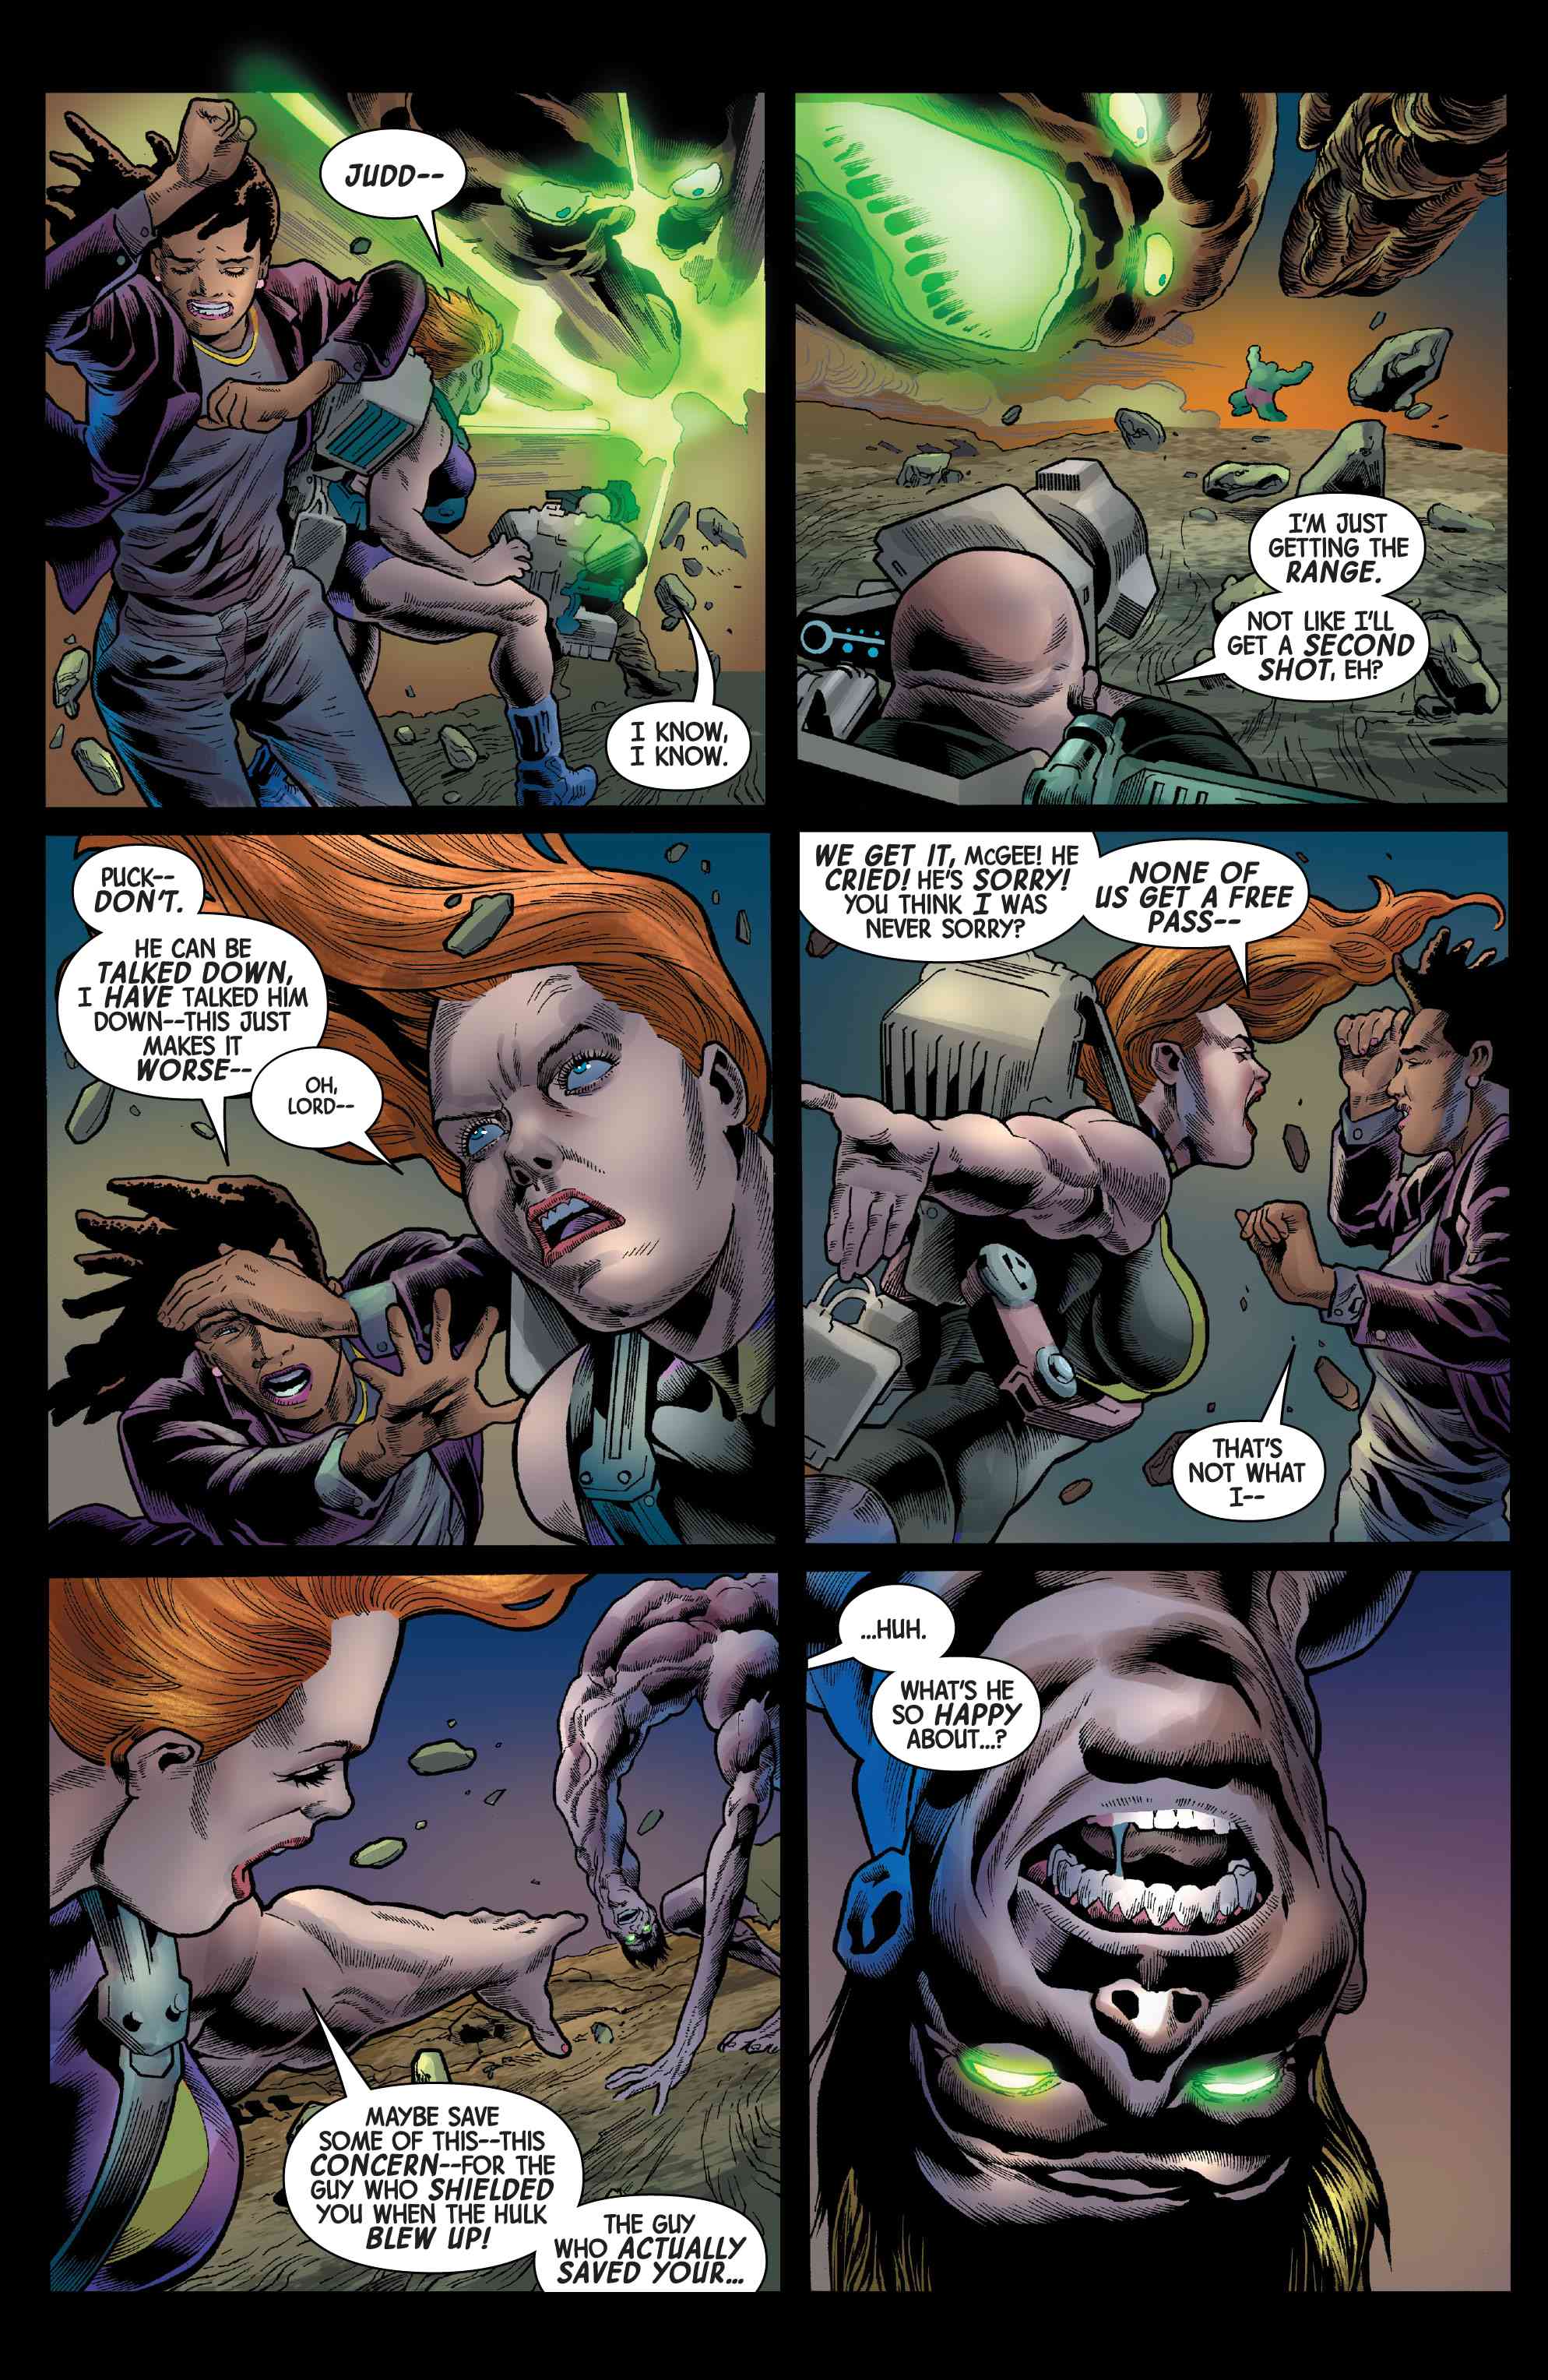 JUDD--
I KNOW,
I KNOW.
I'M JUST
GETTING THE
RANGE.
NOT LIKE I'LL
GET A SECOND
SHOT, EH?
PUCK--
DON'T.
HE CAN BE
TALKED DOWN,
I HAVE TALKED HIM
DOWN--THIS JUST
MAKES IT
WORSE--
OH,
LORD--
WE GET IT, McGEE! HE
CRIED! HE'S SORRY!
YOU THINK I WAS
NEVER SORRY?
NONE OF
US GET A FREE
PASS--
THAT'S
NOT WHAT
I--
MAYBE SAVE
SOME OF THIS--THIS
CONCERN--FOR THE
GUY WHO SHIELDED
YOU WHEN THE HULK
BLEW UP!
THE GUY
WHO ACTUALLY
SAVED YOUR...
...HUH.
WHAT'S HE
SO HAPPY
ABOUT...?